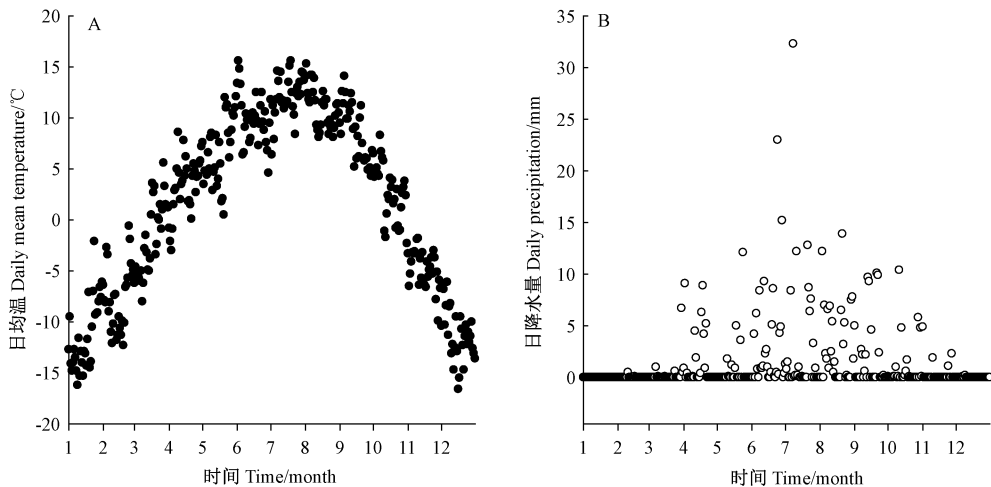 A
20
15
10
5
0
-5
-10
-15
-20
日均温 Daily mean temperature/℃
1 2 3 4 5 6 7 8 9 10 11 12
时间 Time/month
B
35
30
25
20
15
10
5
0
日降水量 Daily precipitation/mm
1 2 3 4 5 6 7 8 9 10 11 12
时间 Time/month